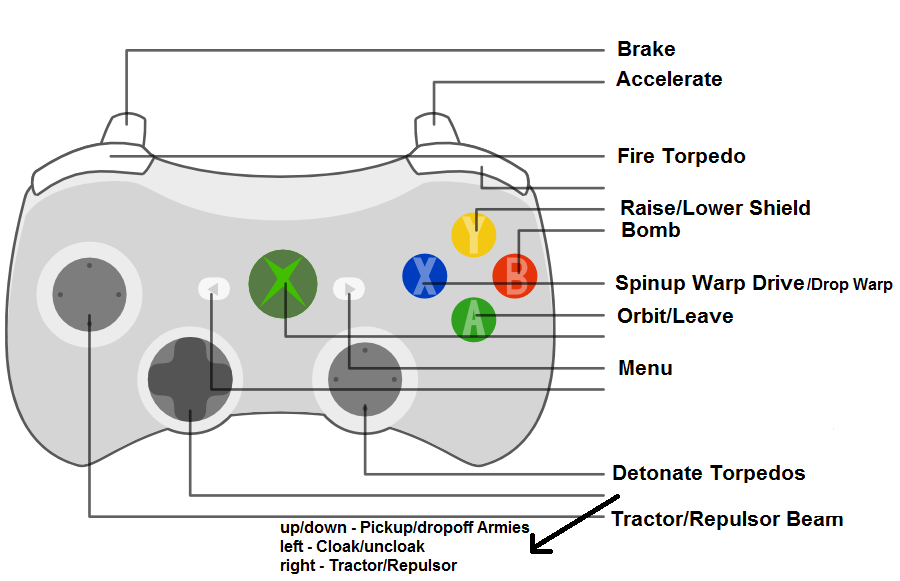 Brake
Accelerate
Fire Torpedo
Raise/Lower Shield
Y
Bomb
X
B
Spinup Warp Drive/Drop Warp
A
Orbit/Leave
Menu
Detonate Torpedos
Tractor/Repulsor Beam
up/down - Pickup/dropoff Armies
left - Cloak/uncloak
right - Tractor/Repulsor